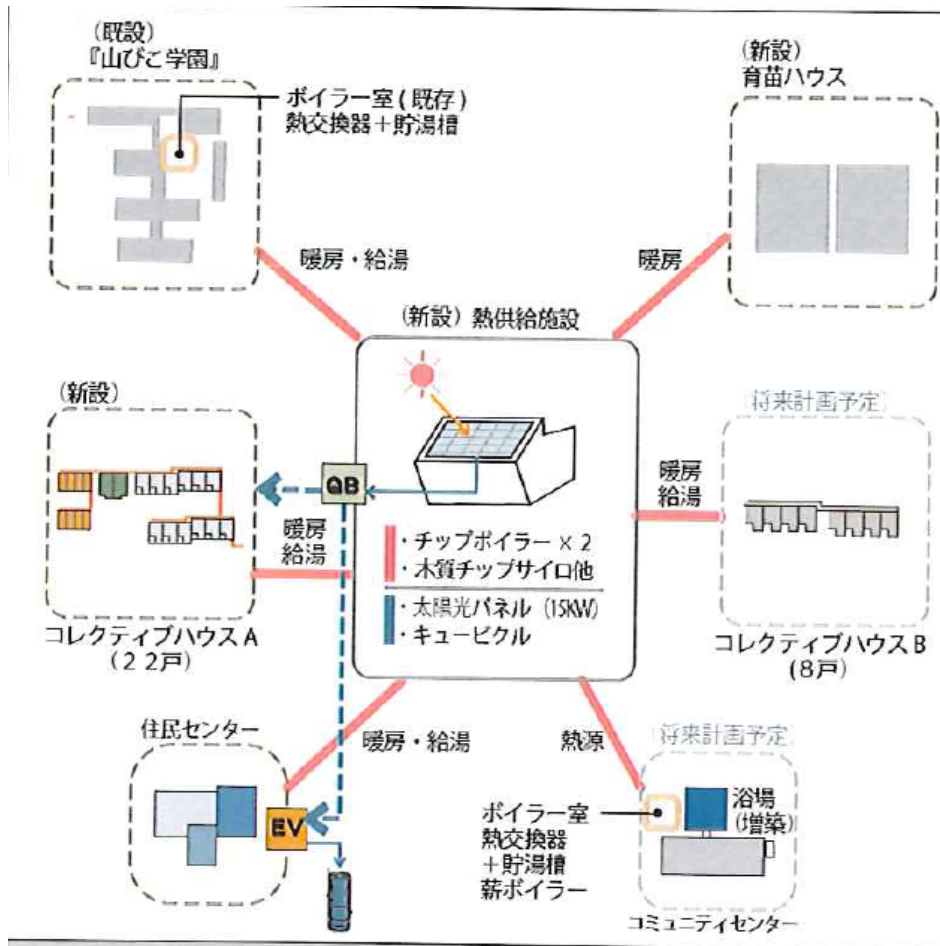 (既設)
『山びこ学園』
ボイラー室(既存)
熱交換器+貯湯槽
(新設)
育苗ハウス
暖房・給湯
暖房
(新設)熱供給施設
(新設)
QB
暖房
給湯
コレクティブハウスA
(22戸)
・チップボイラー×2
・木質チップサイロ他
・太陽光パネル(15KW)
・キュービクル
(将来計画予定)
暖房
給湯
コレクティブハウスB
(8戸)
住民センター
暖房・給湯
EV
熱源
(将来計画予定)
ボイラー室
熱交換器
+貯湯槽
薪ボイラー
浴場
(増築)
コミュニティセンター